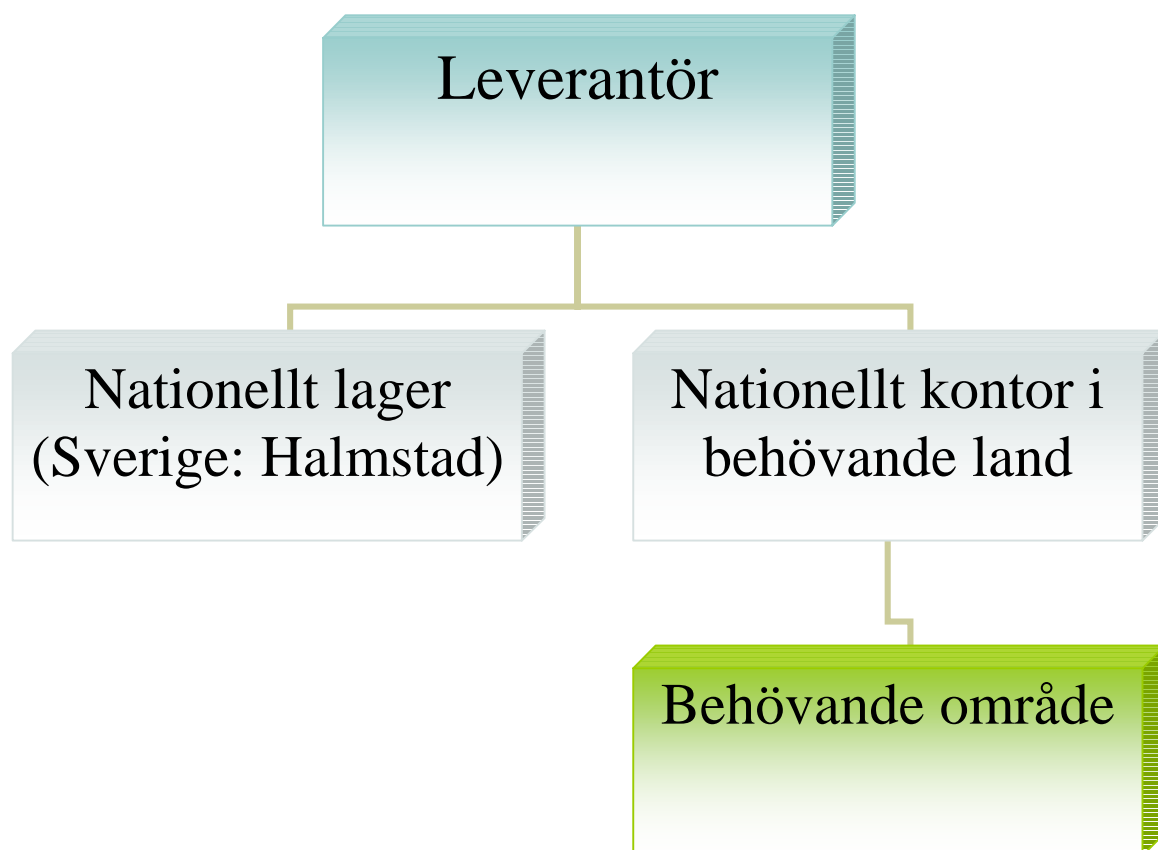 Leverantör
Nationellt lager
(Sverige: Halmstad)
Nationellt kontor i
behövande land
Behövande område